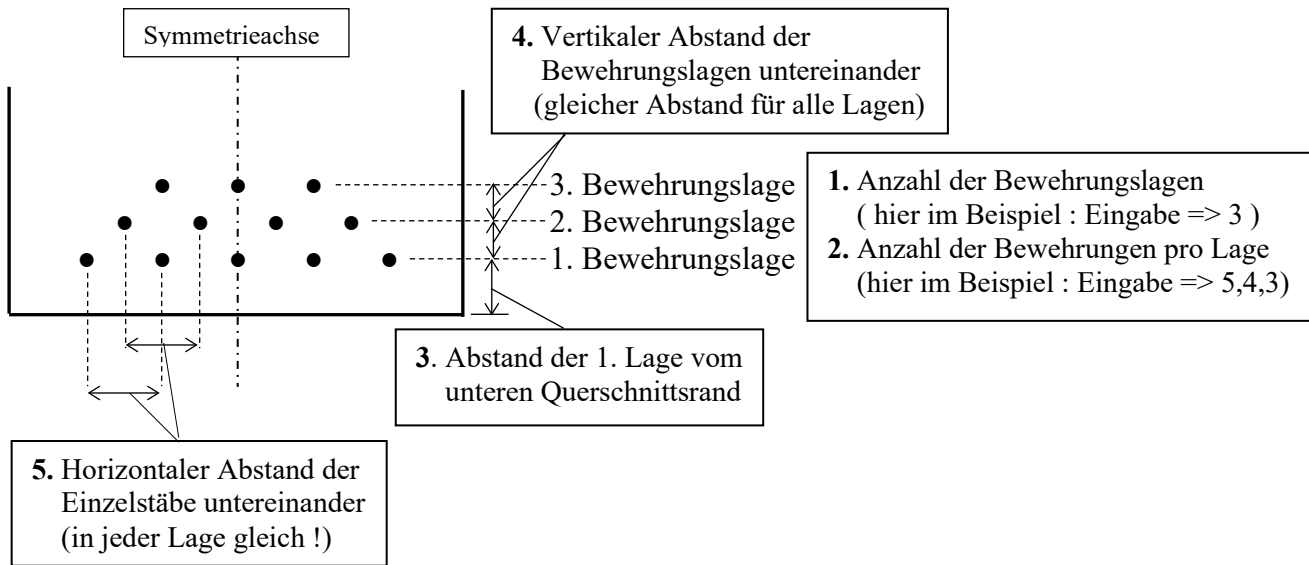 Symmetrieachse
4. Vertikaler Abstand der
Bewehrungslagen untereinander
(gleicher Abstand für alle Lagen)
3. Bewehrungslage
2. Bewehrungslage
1. Bewehrungslage
1. Anzahl der Bewehrungslagen
( hier im Beispiel : Eingabe => 3 )
2. Anzahl der Bewehrungen pro Lage
(hier im Beispiel : Eingabe => 5,4,3)
3. Abstand der 1. Lage vom
unteren Querschnittsrand
5. Horizontaler Abstand der
Einzelstäbe untereinander
(in jeder Lage gleich !)